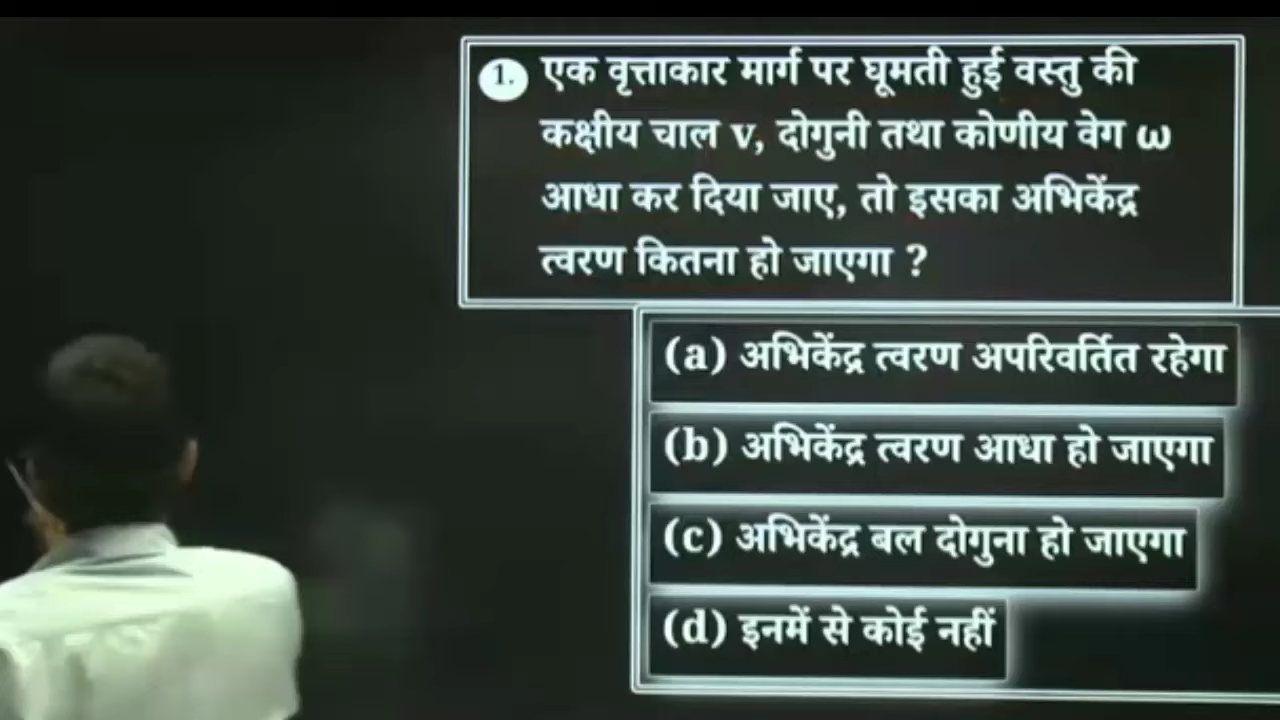 1. एक वृत्ताकार मार्ग पर घूमती हुई वस्तु की
कक्षीय चाल v, दोगुनी तथा कोणीय वेग ω
आधा कर दिया जाए, तो इसका अभिकेंद्र
त्वरण कितना हो जाएगा ?
(a) अभिकेंद्र त्वरण अपरिवर्तित रहेगा
(b) अभिकेंद्र त्वरण आधा हो जाएगा
(c) अभिकेंद्र बल दोगुना हो जाएगा
(d) इनमें से कोई नहीं